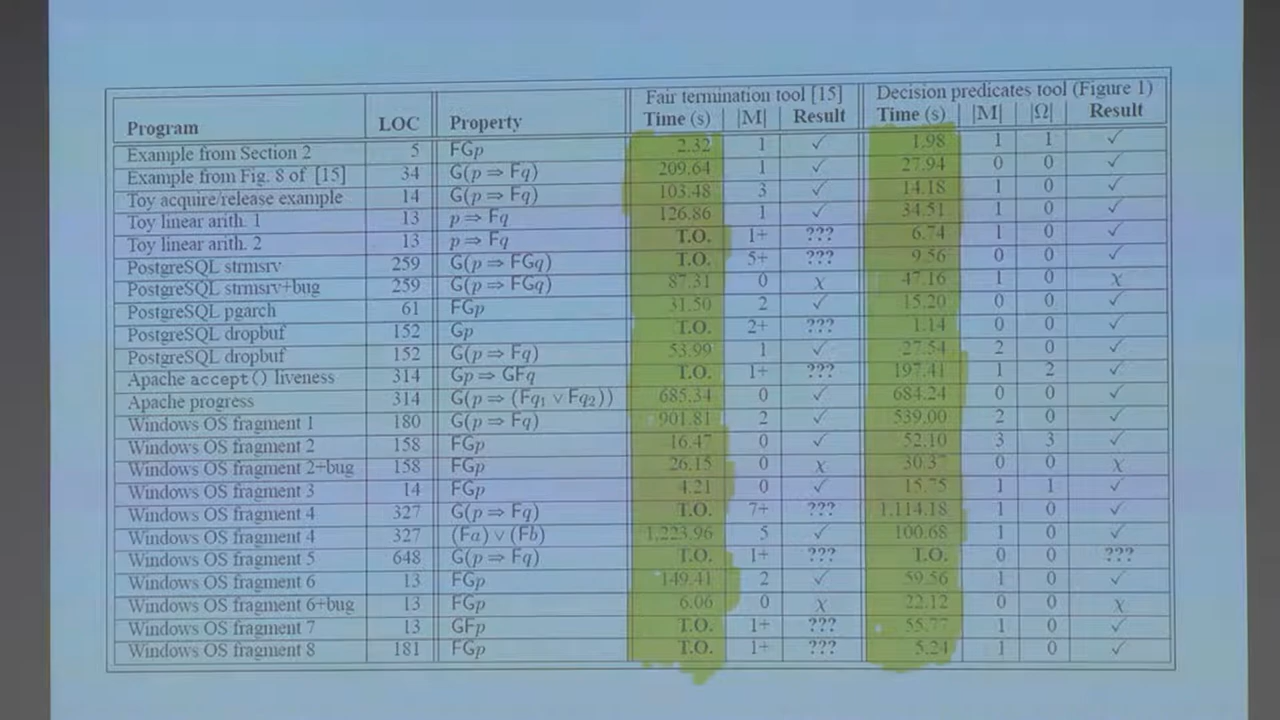 Fair termination tool [15] Decision predicates tool (Figure 1)
Program LOC Property Time (s) |M| Result Time (s) |M| |Ω| Result
Example from Section 2 5 FGp 2.32 1 ✓ 1.98 1 1 ✓
Example from Fig. 8 of [15] 34 G(p ⇒ Fq) 209.64 1 ✓ 27.94 0 0 ✓
Toy acquire/release example 14 G(p ⇒ Fq) 103.48 3 ✓ 14.18 1 0 ✓
Toy linear arith. 1 13 p ⇒ Fq 126.86 1 ✓ 34.51 1 0 ✓
Toy linear arith. 2 13 p ⇒ Fq T.O. 1+ ??? 6.74 1 0 ✓
PostgreSQL strmsrv 259 G(p ⇒ FGq) T.O. 5+ ??? 9.56 0 0 ✓
PostgreSQL strmsrv+bug 259 G(p ⇒ FGq) 87.31 0 χ 47.16 1 0 χ
PostgreSQL pgarch 61 FGp 31.50 2 ✓ 15.20 0 0 ✓
PostgreSQL dropbuf 152 Gp T.O. 2+ ??? 1.14 0 0 ✓
PostgreSQL dropbuf 152 G(p ⇒ Fq) 53.99 1 ✓ 27.54 2 0 ✓
Apache accept() liveness 314 Gp ⇒ GFq T.O. 1+ ??? 197.41 1 2 ✓
Apache progress 314 G(p ⇒ (Fq₁ ∨ Fq₂)) 685.34 0 ✓ 684.24 0 0 ✓
Windows OS fragment 1 180 G(p ⇒ Fq) 901.81 2 ✓ 539.00 2 0 ✓
Windows OS fragment 2 158 FGp 16.47 0 ✓ 52.10 3 3 ✓
Windows OS fragment 2+bug 158 FGp 26.15 0 χ 30.37 0 0 χ
Windows OS fragment 3 14 FGp 4.21 0 ✓ 15.75 1 1 ✓
Windows OS fragment 4 327 G(p ⇒ Fq) T.O. 7+ ??? 1,114.18 1 0 ✓
Windows OS fragment 4 327 (Fa) ∨ (Fb) 1,223.96 5 ✓ 100.68 1 0 ✓
Windows OS fragment 5 648 G(p ⇒ Fq) T.O. 1+ ??? T.O. 0 0 ???
Windows OS fragment 6 13 FGp 149.41 2 ✓ 59.56 1 0 ✓
Windows OS fragment 6+bug 13 FGp 6.06 0 χ 22.12 0 0 χ
Windows OS fragment 7 13 GFp T.O. 1+ ??? 55.77 1 0 ✓
Windows OS fragment 8 181 FGp T.O. 1+ ??? 5.24 1 0 ✓